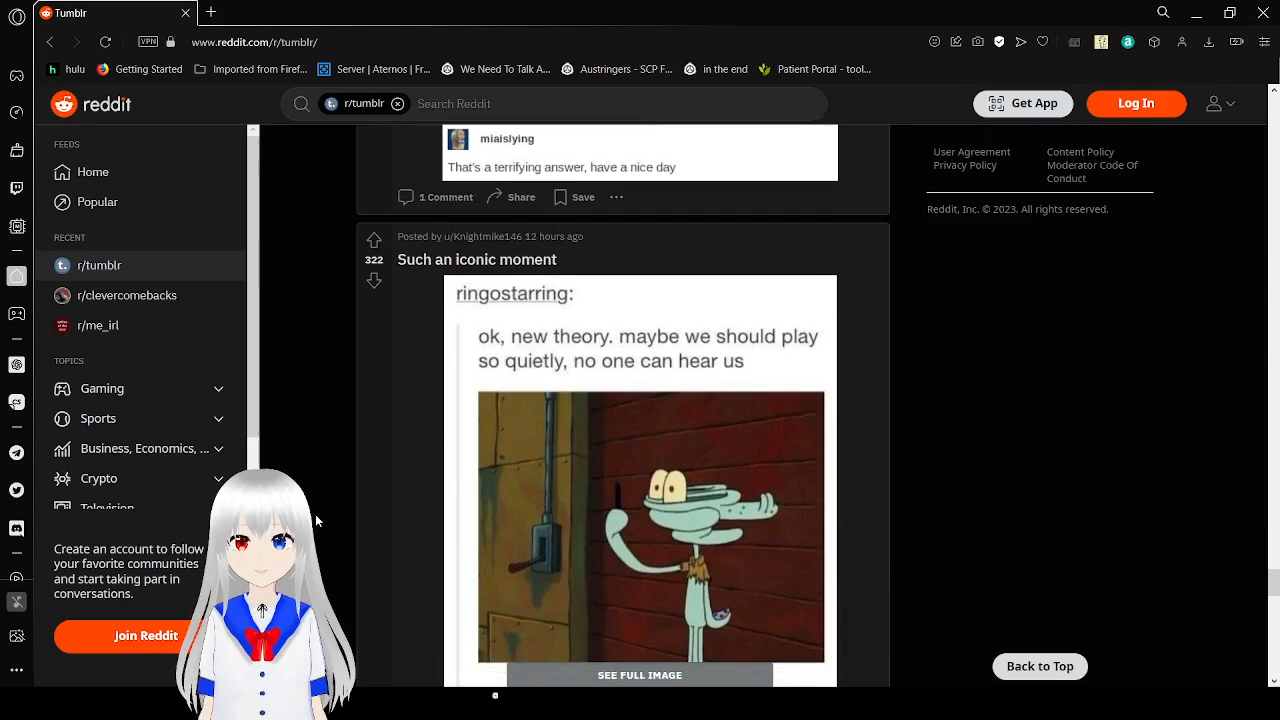 Tumblr
www.reddit.com/r/tumblr/
VPN
hulu
Getting Started
Imported from Firef...
Server | Aternos | Fr...
We Need To Talk A...
Austringers - SCP F...
in the end
Patient Portal - tool...
reddit
r/tumblr
Search Reddit
Get App
Log In
FEEDS
Home
Popular
RECENT
r/tumblr
r/clevercomebacks
r/me_irl
TOPICS
Gaming
Sports
Business, Economics, ...
Crypto
Television
Create an account to follow
your favorite communities
and start taking part in
conversations.
Join Reddit
miaislying
That's a terrifying answer, have a nice day
1 Comment
Share
Save
322
Posted by u/Knightmike146 12 hours ago
Such an iconic moment
ringostarring:
ok, new theory. maybe we should play
so quietly, no one can hear us
SEE FULL IMAGE
User Agreement
Privacy Policy
Content Policy
Moderator Code Of
Conduct
Reddit, Inc. © 2023. All rights reserved.
Back to Top